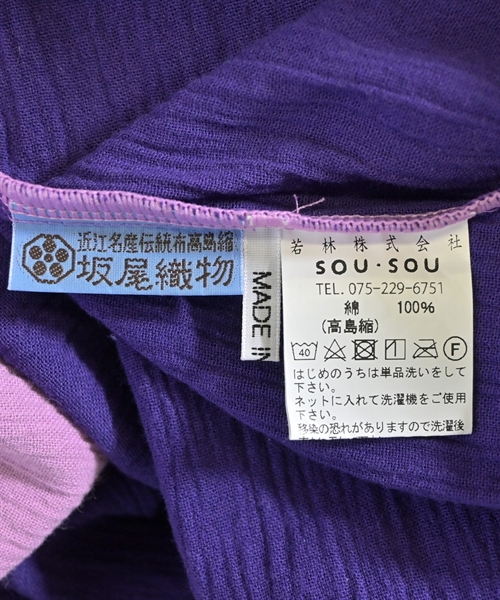 近江名産伝統布高島縮
坂尾織物
MADE IN
若林株式会社
SOU・SOU
TEL. 075-229-6751
綿 100%
(高島縮)
40 F
はじめのうちは単品洗いをして
下さい。
ネットに入れて洗濯機をご使用
下さい。
移染の恐れがありますので洗濯後